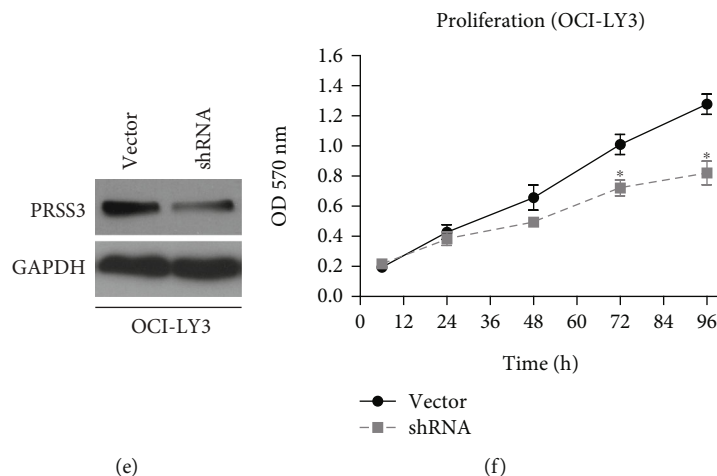 Vector
shRNA
PRSS3
GAPDH
OCI-LY3
(e)
Proliferation (OCI-LY3)
OD 570 nm
1.6
1.4
1.2
1.0
0.8
0.6
0.4
0.2
0.0
*
*
0 12 24 36 48 60 72 84 96
Time (h)
Vector
shRNA
(f)